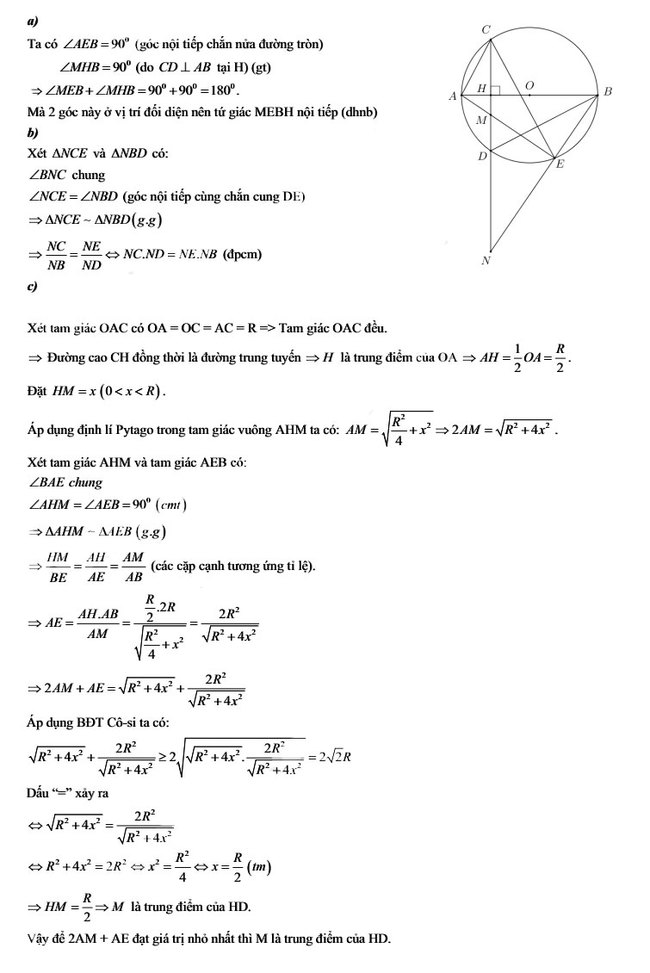 a)
Ta có ∠AEB = 90⁰ (góc nội tiếp chắn nửa đường tròn)
∠MHB = 90⁰ (do CD ⊥ AB tại H) (gt)
⇒ ∠MEB + ∠MHB = 90⁰ + 90⁰ = 180⁰.
Mà 2 góc này ở vị trí đối diện nên tứ giác MEBH nội tiếp (dhnb)
b)
Xét ΔNCE và ΔNBD có:
∠BNC chung
∠NCE = ∠NBD (góc nội tiếp cùng chắn cung DE)
⇒ ΔNCE ~ ΔNBD(g.g)
⇒ NC/NB = NE/ND ⇔ NC.ND = NE.NB (đpcm)
c)
Xét tam giác OAC có OA = OC = AC = R => Tam giác OAC đều.
⇒ Đường cao CH đồng thời là đường trung tuyến ⇒ H là trung điểm của OA ⇒ AH = 1/2 OA = R/2.
Đặt HM = x (0 < x < R).
Áp dụng định lí Pytago trong tam giác vuông AHM ta có: AM = √(R²/4 + x²) ⇒ 2AM = √(R² + 4x²).
Xét tam giác AHM và tam giác AEB có:
∠BAE chung
∠AHM = ∠AEB = 90⁰ (cmt)
⇒ ΔAHM ~ ΔAEB (g.g)
⇒ HM/BE = AH/AE = AM/AB (các cặp cạnh tương ứng tỉ lệ).
⇒ AE = AH.AB/AM = (R/2 .2R)/√(R²/4 + x²) = 2R²/√(R² + 4x²)
⇒ 2AM + AE = √(R² + 4x²) + 2R²/√(R² + 4x²)
Áp dụng BĐT Cô-si ta có:
√(R² + 4x²) + 2R²/√(R² + 4x²) ≥ 2√(√(R² + 4x²) . 2R²/√(R² + 4x²)) = 2√2R
Dấu “=” xảy ra
⇔ √(R² + 4x²) = 2R²/√(R² + 4x²)
⇔ R² + 4x² = 2R² ⇔ x² = R²/4 ⇔ x = R/2 (tm)
⇒ HM = R/2 ⇒ M là trung điểm của HD.
Vậy để 2AM + AE đạt giá trị nhỏ nhất thì M là trung điểm của HD.
C
H
O
A
B
M
D
E
N